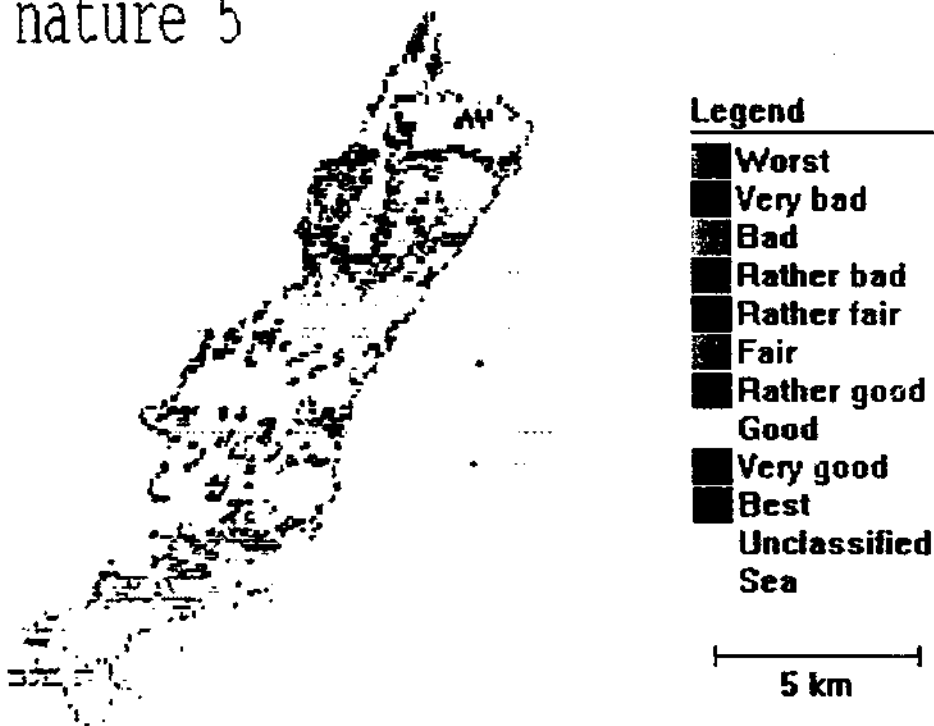 nature 5
Legend
Worst
Very bad
Bad
Rather bad
Rather fair
Fair
Rather good
Good
Very good
Best
Unclassified
Sea
5 km